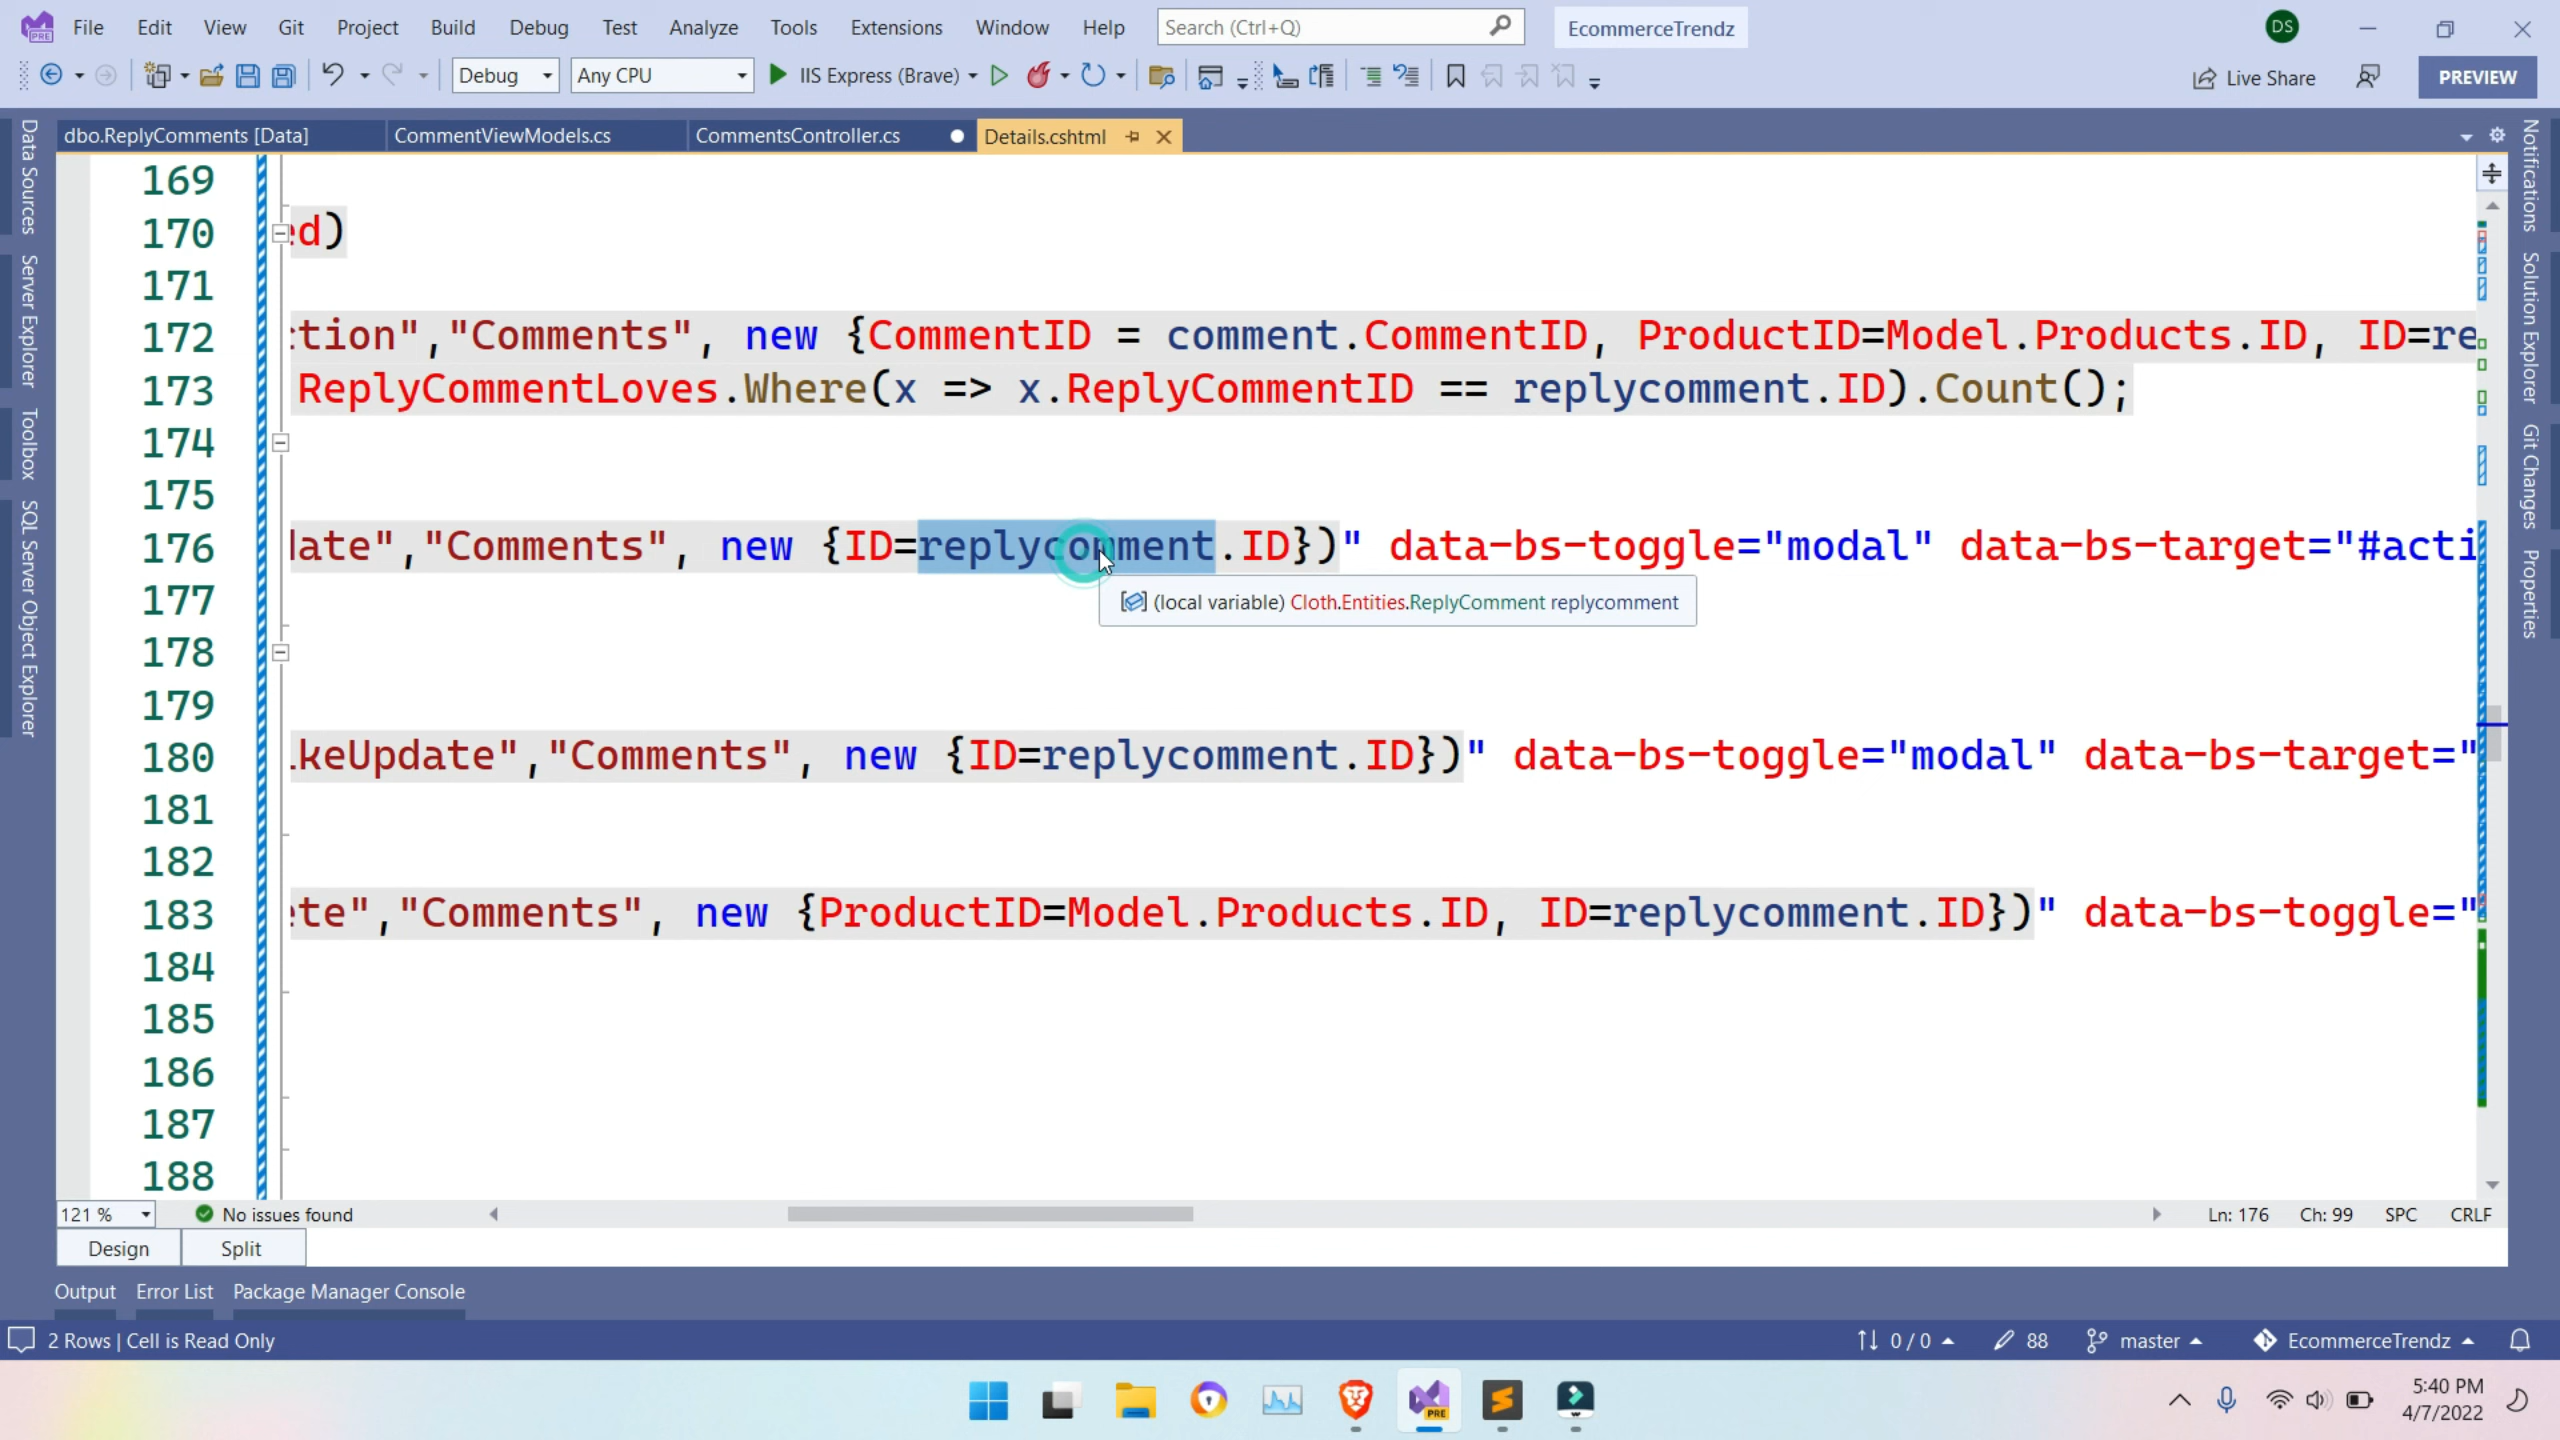 File Edit View Git Project Build Debug Test Analyze Tools Extensions Window Help Search (Ctrl+Q) EcommerceTrendz DS
Debug Any CPU IIS Express (Brave) Live Share PREVIEW
dbo.ReplyComments [Data] CommentViewModels.cs CommentsController.cs Details.cshtml
Data Sources
Server Explorer
Toolbox
SQL Server Object Explorer
169
170 ed)
171
172 ction","Comments", new {CommentID = comment.CommentID, ProductID=Model.Products.ID, ID=re
173 ReplyCommentLoves.Where(x => x.ReplyCommentID == replycomment.ID).Count();
174
175
176 date","Comments", new {ID=replycomment.ID})" data-bs-toggle="modal" data-bs-target="#acti
177 (local variable) Cloth.Entities.ReplyComment replycomment
178
179
180 ikeUpdate","Comments", new {ID=replycomment.ID})" data-bs-toggle="modal" data-bs-target="
181
182
183 ete","Comments", new {ProductID=Model.Products.ID, ID=replycomment.ID})" data-bs-toggle="
184
185
186
187
188
Notifications
Solution Explorer
Git Changes
Properties
121 % No issues found Ln: 176 Ch: 99 SPC CRLF
Design Split
Output Error List Package Manager Console
2 Rows | Cell is Read Only 0 / 0 88 master EcommerceTrendz
PRE
5:40 PM
4/7/2022